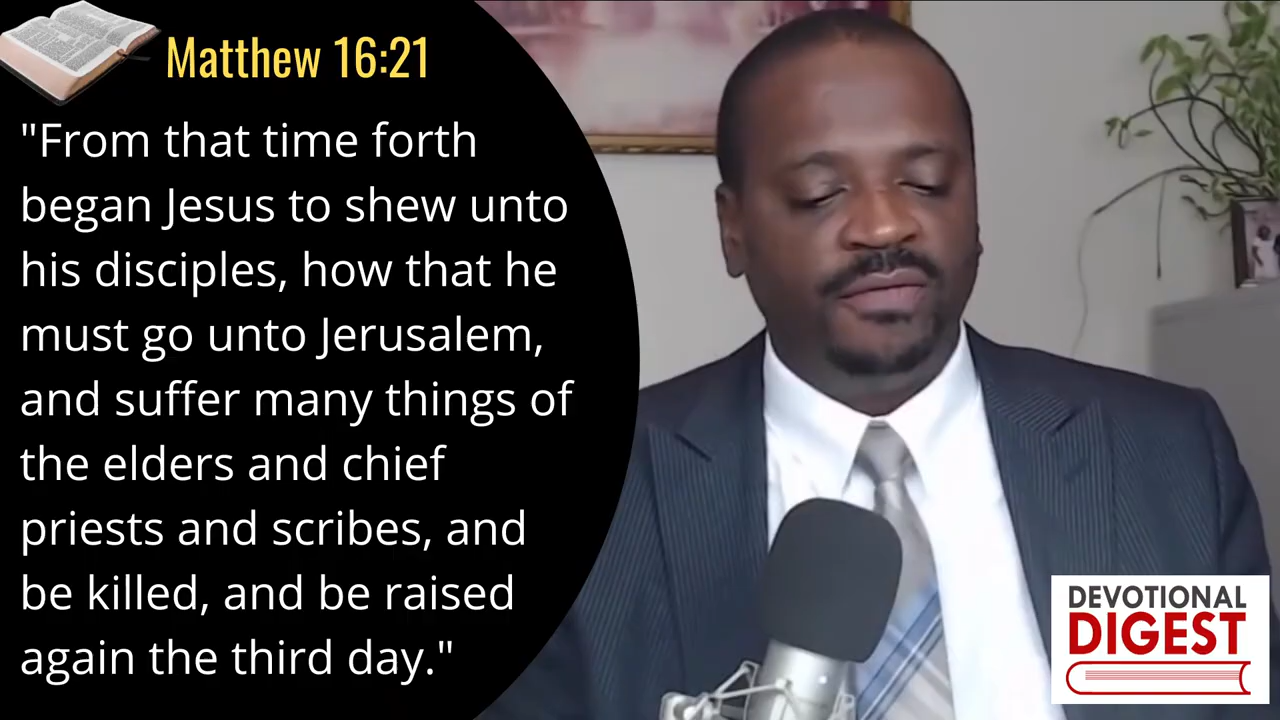 Matthew 16:21
"From that time forth
began Jesus to shew unto
his disciples, how that he
must go unto Jerusalem,
and suffer many things of
the elders and chief
priests and scribes, and
be killed, and be raised
again the third day."
DEVOTIONAL
DIGEST